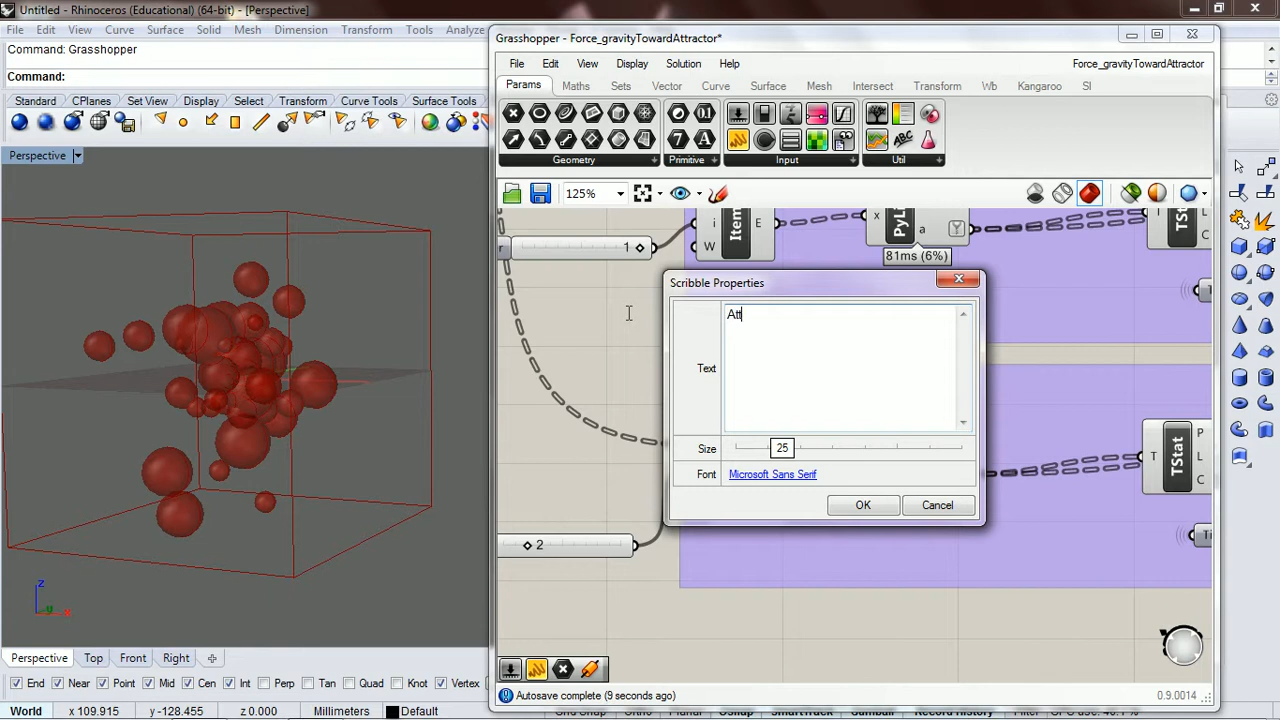 Untitled - Rhinoceros (Educational) (64-bit) - [Perspective]
File Edit View Curve Surface Solid Mesh Dimension Transform Tools Analyze
Command: Grasshopper
Command:
Standard CPlanes Set View Display Select Transform Curve Tools Surface Tools
Perspective
Grasshopper - Force_gravityTowardAttractor*
File Edit View Display Solution Help Force_gravityTowardAttractor
Params Maths Sets Vector Curve Surface Mesh Intersect Transform Wb Kangaroo SI
Geometry Primitive Input Util
125%
r 1
i
W
Item
E
x
PyLi
a
81ms (6%)
L
C
Scribble Properties
Text
Att
Size 25
Font Microsoft Sans Serif
OK Cancel
2
T
TStat
P
L
C
Autosave complete (9 seconds ago) 0.9.0014
z
y
x
Perspective Top Front Right
End Near Point Mid Cen Int Perp Tan Quad Knot Vertex
World x 109.915 y -128.455 z 0.000 Millimeters Default